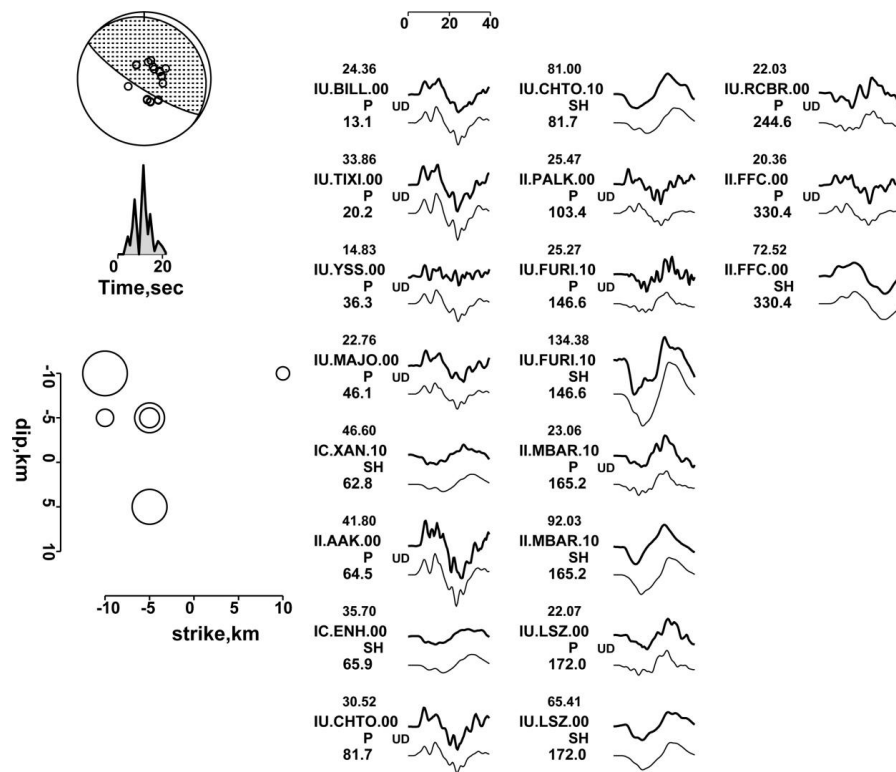 0 20 40
24.36
IU.BILL.00
P UD
13.1
33.86
IU.TIXI.00
P UD
20.2
14.83
IU.YSS.00
P UD
36.3
22.76
IU.MAJO.00
P UD
46.1
46.60
IC.XAN.10
SH
62.8
41.80
II.AAK.00
P UD
64.5
35.70
IC.ENH.00
SH
65.9
30.52
IU.CHTO.00
P UD
81.7
81.00
IU.CHTO.10
SH
81.7
25.47
II.PALK.00
P UD
103.4
25.27
IU.FURI.10
P UD
146.6
134.38
IU.FURI.10
SH
146.6
23.06
II.MBAR.10
P UD
165.2
92.03
II.MBAR.10
SH
165.2
22.07
IU.LSZ.00
P UD
172.0
65.41
IU.LSZ.00
SH
172.0
22.03
IU.RCBR.00
P UD
244.6
20.36
II.FFC.00
P UD
330.4
72.52
II.FFC.00
SH
330.4
0 20
Time,sec
-10
-5
0
5
10
dip,km
-10 -5 0 5 10
strike,km